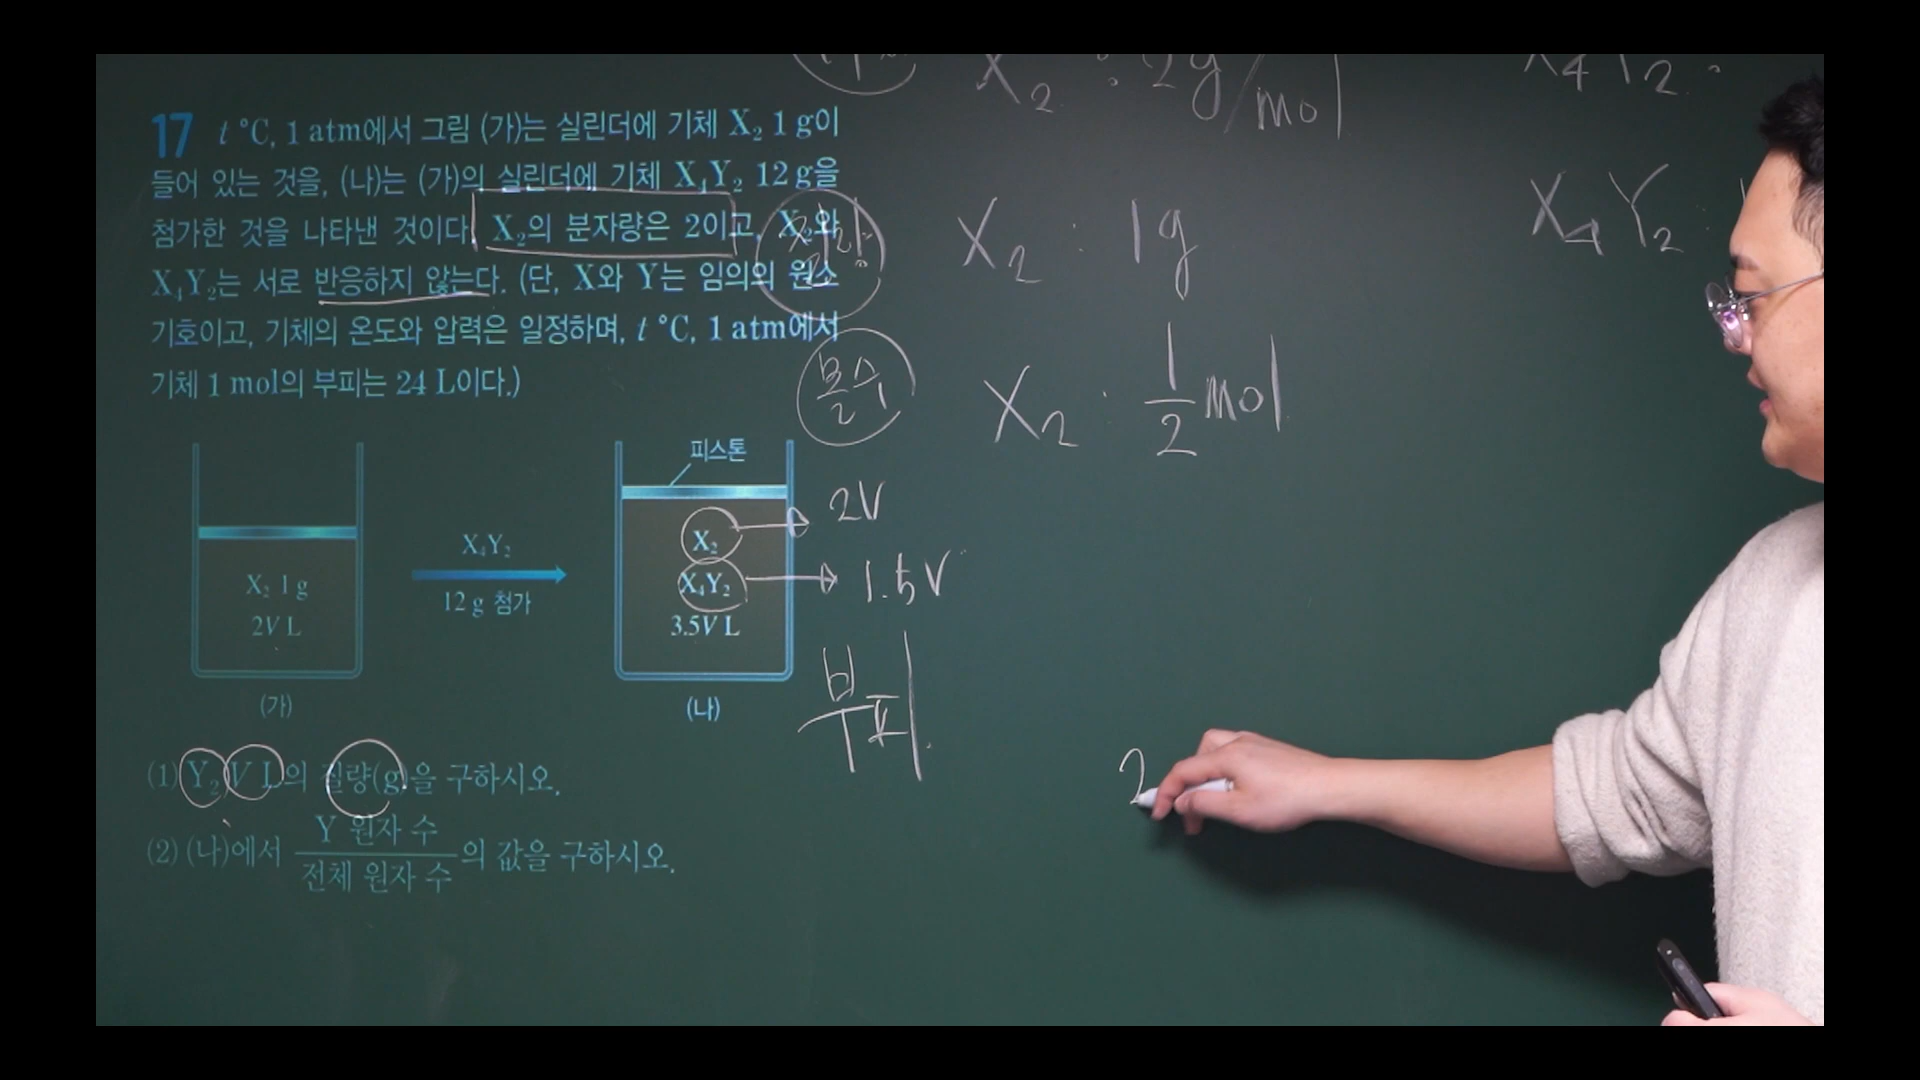 17 t °C, 1 atm에서 그림 (가)는 실린더에 기체 X₂ 1 g이
들어 있는 것을, (나)는 (가)의 실린더에 기체 X₄Y₂ 12 g을
첨가한 것을 나타낸 것이다. X₂의 분자량은 2이고, X₂와
X₄Y₂는 서로 반응하지 않는다. (단, X와 Y는 임의의 원소
기호이고, 기체의 온도와 압력은 일정하며, t °C, 1 atm에서
기체 1 mol의 부피는 24 L이다.)
X₂ 1 g
2V L
(가)
X₄Y₂
12 g 첨가
피스톤
X₂
X₄Y₂
3.5V L
(나)
(1) Y₂ V L의 질량(g)을 구하시오.
(2) (나)에서 Y 원자 수 / 전체 원자 수 의 값을 구하시오.
X₂ : 2g/mol
X₄Y₂ :
질량
X₂ : 1g
X₄Y₂ :
몰수
X₂ : 1/2 mol
2V
1.5V
부피
2